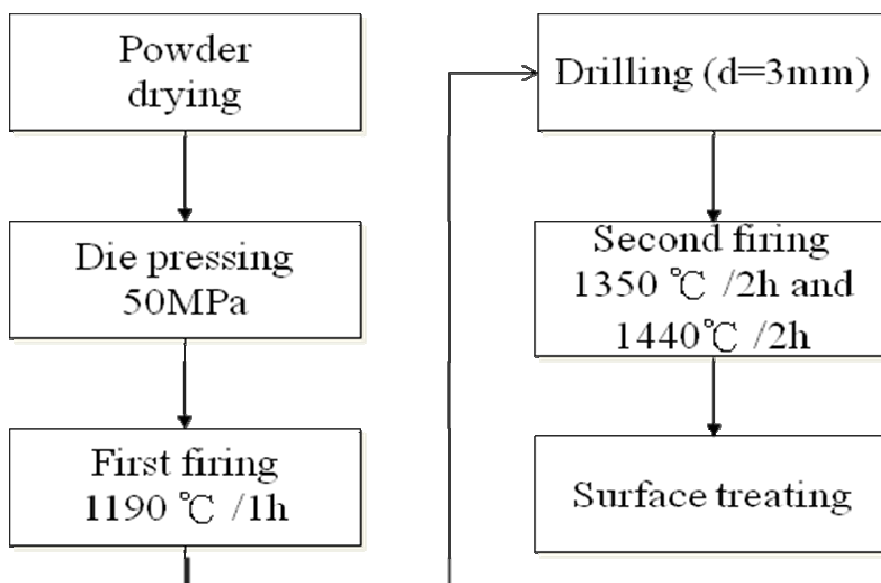 Powder
drying
Die pressing
50MPa
First firing
1190 ℃ /1h
Drilling (d=3mm)
Second firing
1350 ℃ /2h and
1440℃ /2h
Surface treating